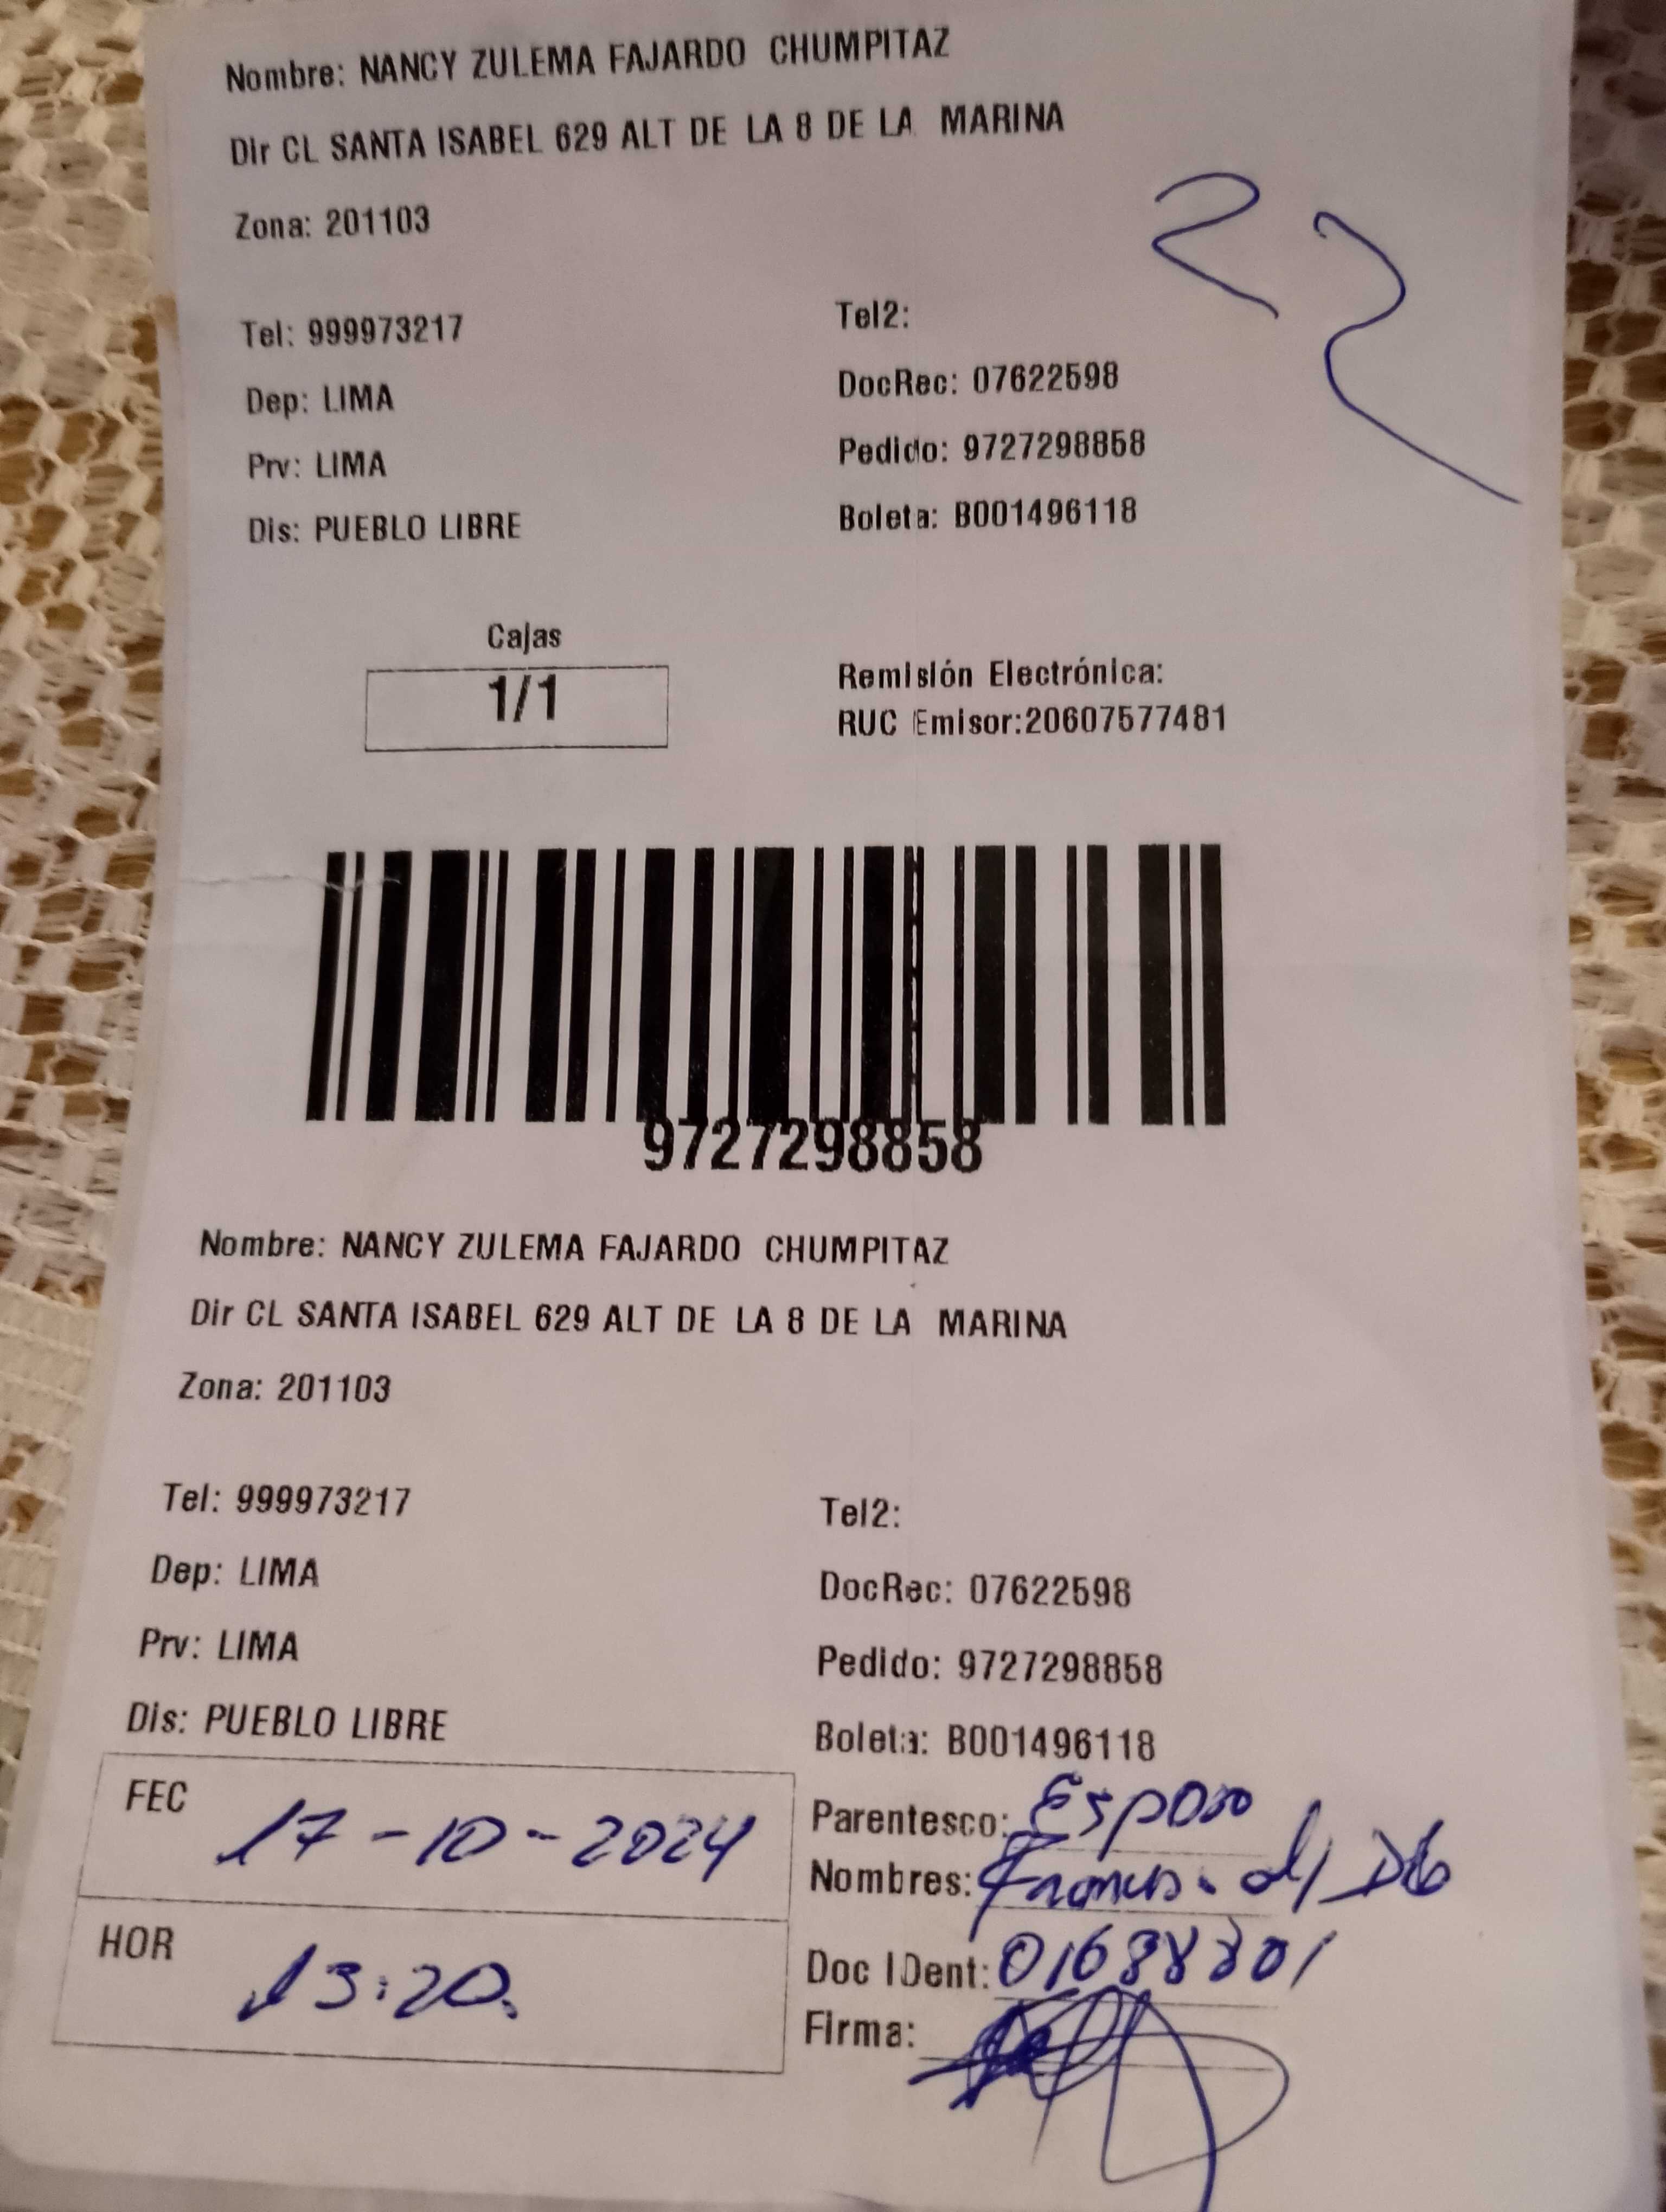 Nombre: NANCY ZULEMA FAJARDO CHUMPITAZ
Dir CL SANTA ISABEL 629 ALT DE LA 8 DE LA MARINA
Zona: 201103
22
Tel: 999973217
Tel2:
Dep: LIMA
DocRec: 07622598
Prv: LIMA
Pedido: 9727298858
Dis: PUEBLO LIBRE
Boleta: B001496118
Cajas
1/1
Remisión Electrónica:
RUC Emisor:20607577481
9727298858
Nombre: NANCY ZULEMA FAJARDO CHUMPITAZ
Dir CL SANTA ISABEL 629 ALT DE LA 8 DE LA MARINA
Zona: 201103
Tel: 999973217
Tel2:
Dep: LIMA
DocRec: 07622598
Prv: LIMA
Pedido: 9727298858
Dis: PUEBLO LIBRE
Boleta: B001496118
FEC 17-10-2024
Parentesco: Esposo
Nombres:
HOR 13:20
Doc IDent:
Firma: